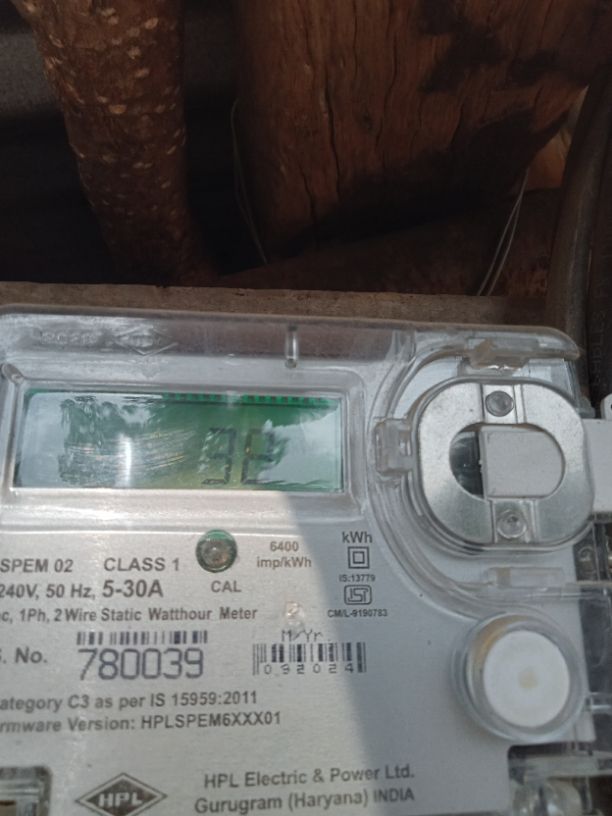 32
6400
imp/kWh
kWh
SPEM 02 CLASS 1
CAL
IS:13779
240V, 50 Hz, 5-30A
CM/L-9190783
1Ph, 2 Wire Static Watthour Meter
M/Yr
No. 780039
092024
ategory C3 as per IS 15959:2011
rmware Version: HPLSPEM6XXX01
HPL
HPL Electric & Power Ltd.
Gurugram (Haryana) INDIA